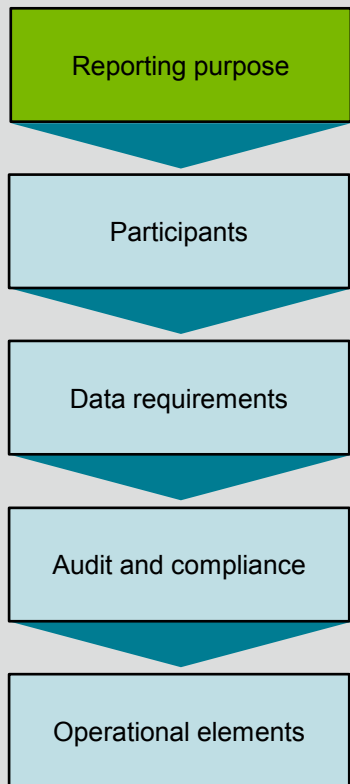 Reporting purpose
Participants
Data requirements
Audit and compliance
Operational elements